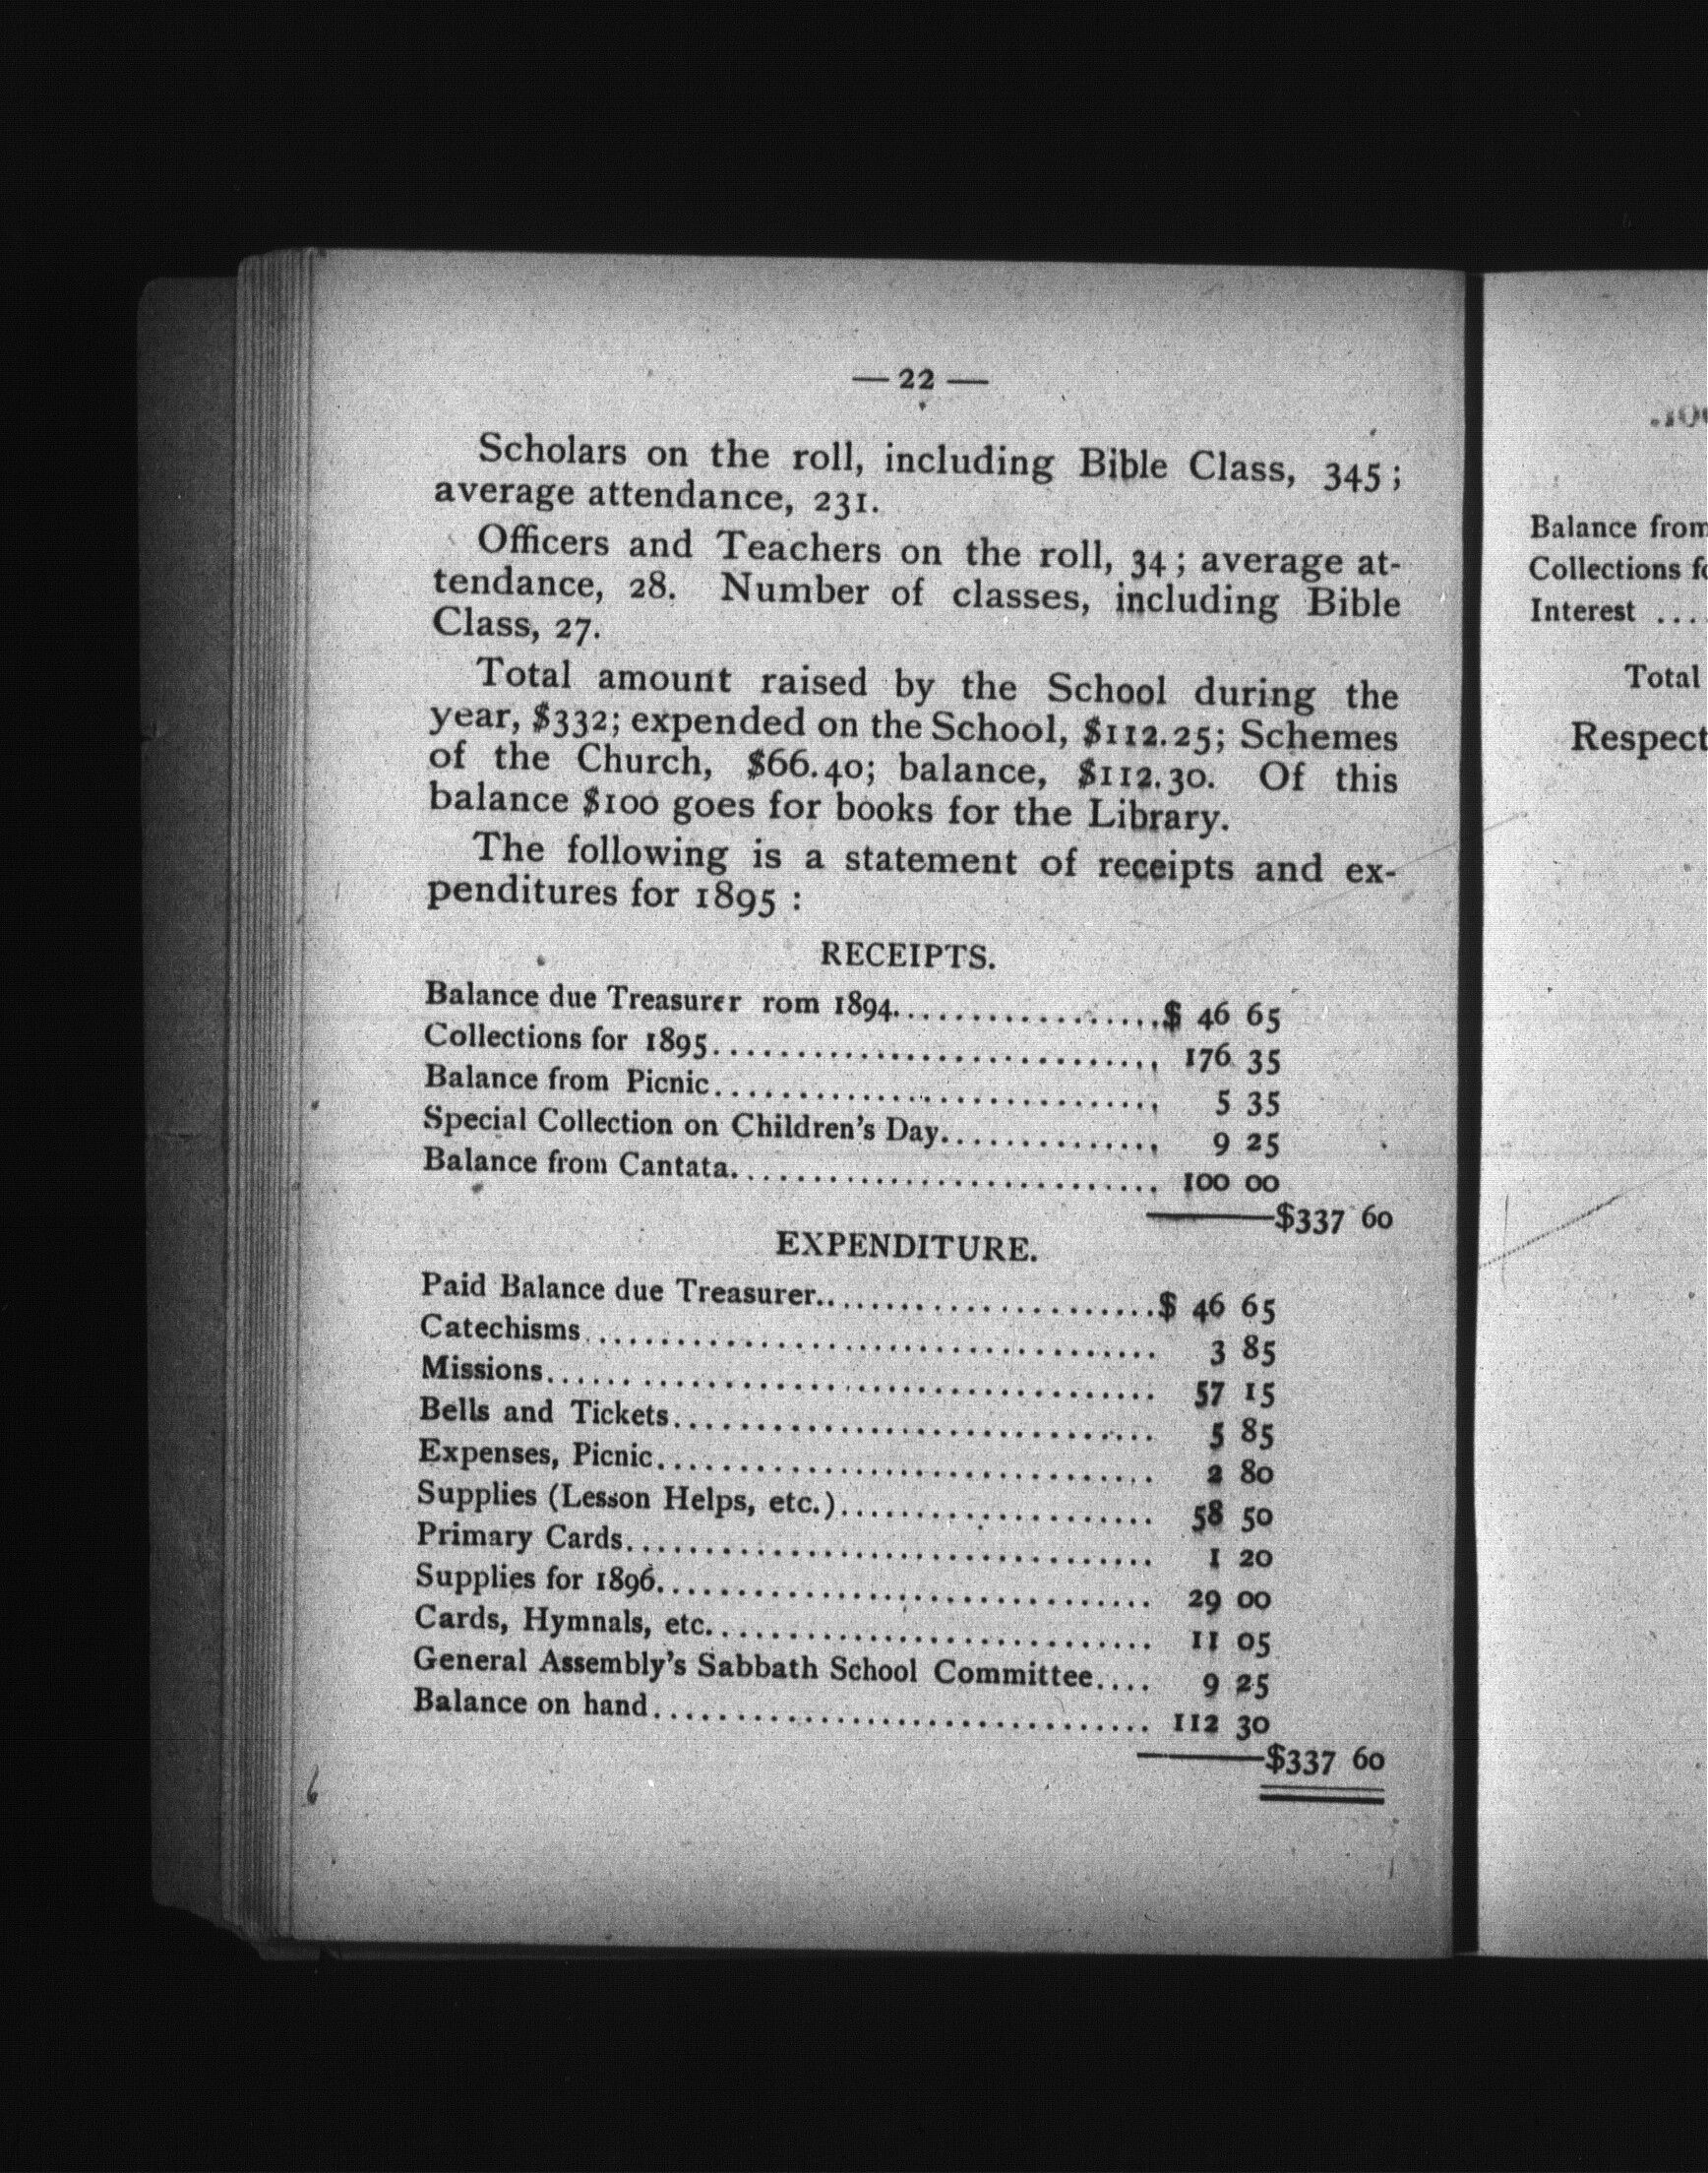 — 22 —
Scholars on the roll, including Bible Class, 345;
average attendance, 231.
Officers and Teachers on the roll, 34; average at-
tendance, 28. Number of classes, including Bible
Class, 27.
Total amount raised by the School during the
year, $332; expended on the School, $112.25; Schemes
of the Church, $66.40; balance, $112.30. Of this
balance $100 goes for books for the Library.
The following is a statement of receipts and ex-
penditures for 1895 :
RECEIPTS.
Balance due Treasurer rom 1894..................$ 46 65
Collections for 1895............................ 176 35
Balance from Picnic............................ 5 35
Special Collection on Children's Day.............. 9 25
Balance from Cantata........................... 100 00
$337 60
EXPENDITURE.
Paid Balance due Treasurer......................$ 46 65
Catechisms.................................... 3 85
Missions....................................... 57 15
Bells and Tickets............................... 5 85
Expenses, Picnic................................ 2 80
Supplies (Lesson Helps, etc.).................... 58 50
Primary Cards.................................. 1 20
Supplies for 1896............................... 29 00
Cards, Hymnals, etc............................ 11 05
General Assembly's Sabbath School Committee.... 9 25
Balance on hand................................ 112 30
$337 60
6
Balance from
Collections
Interest ....
Total
Respect